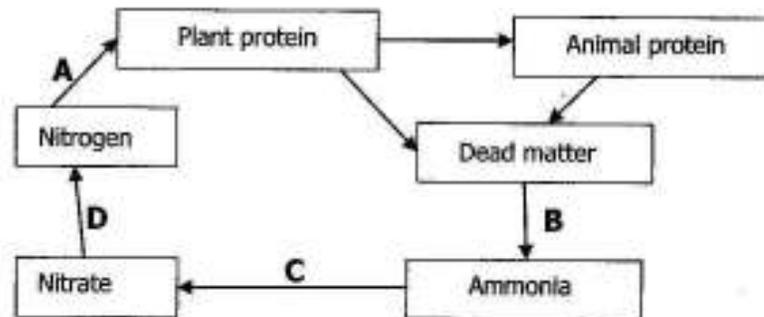 Plant protein
Animal protein
A
Nitrogen
Dead matter
D
B
C
Nitrate
Ammonia